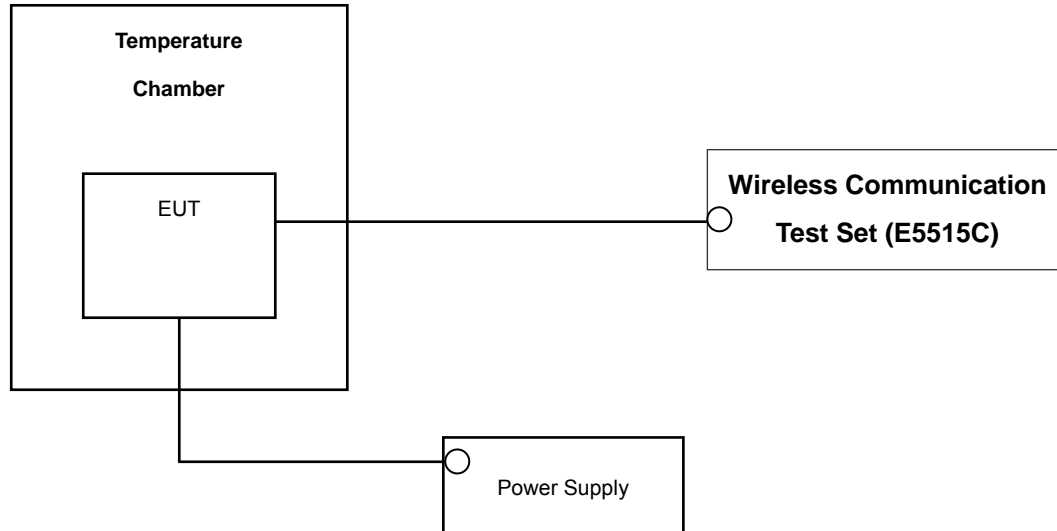 Temperature
Chamber
EUT
Wireless Communication
Test Set (E5515C)
Power Supply